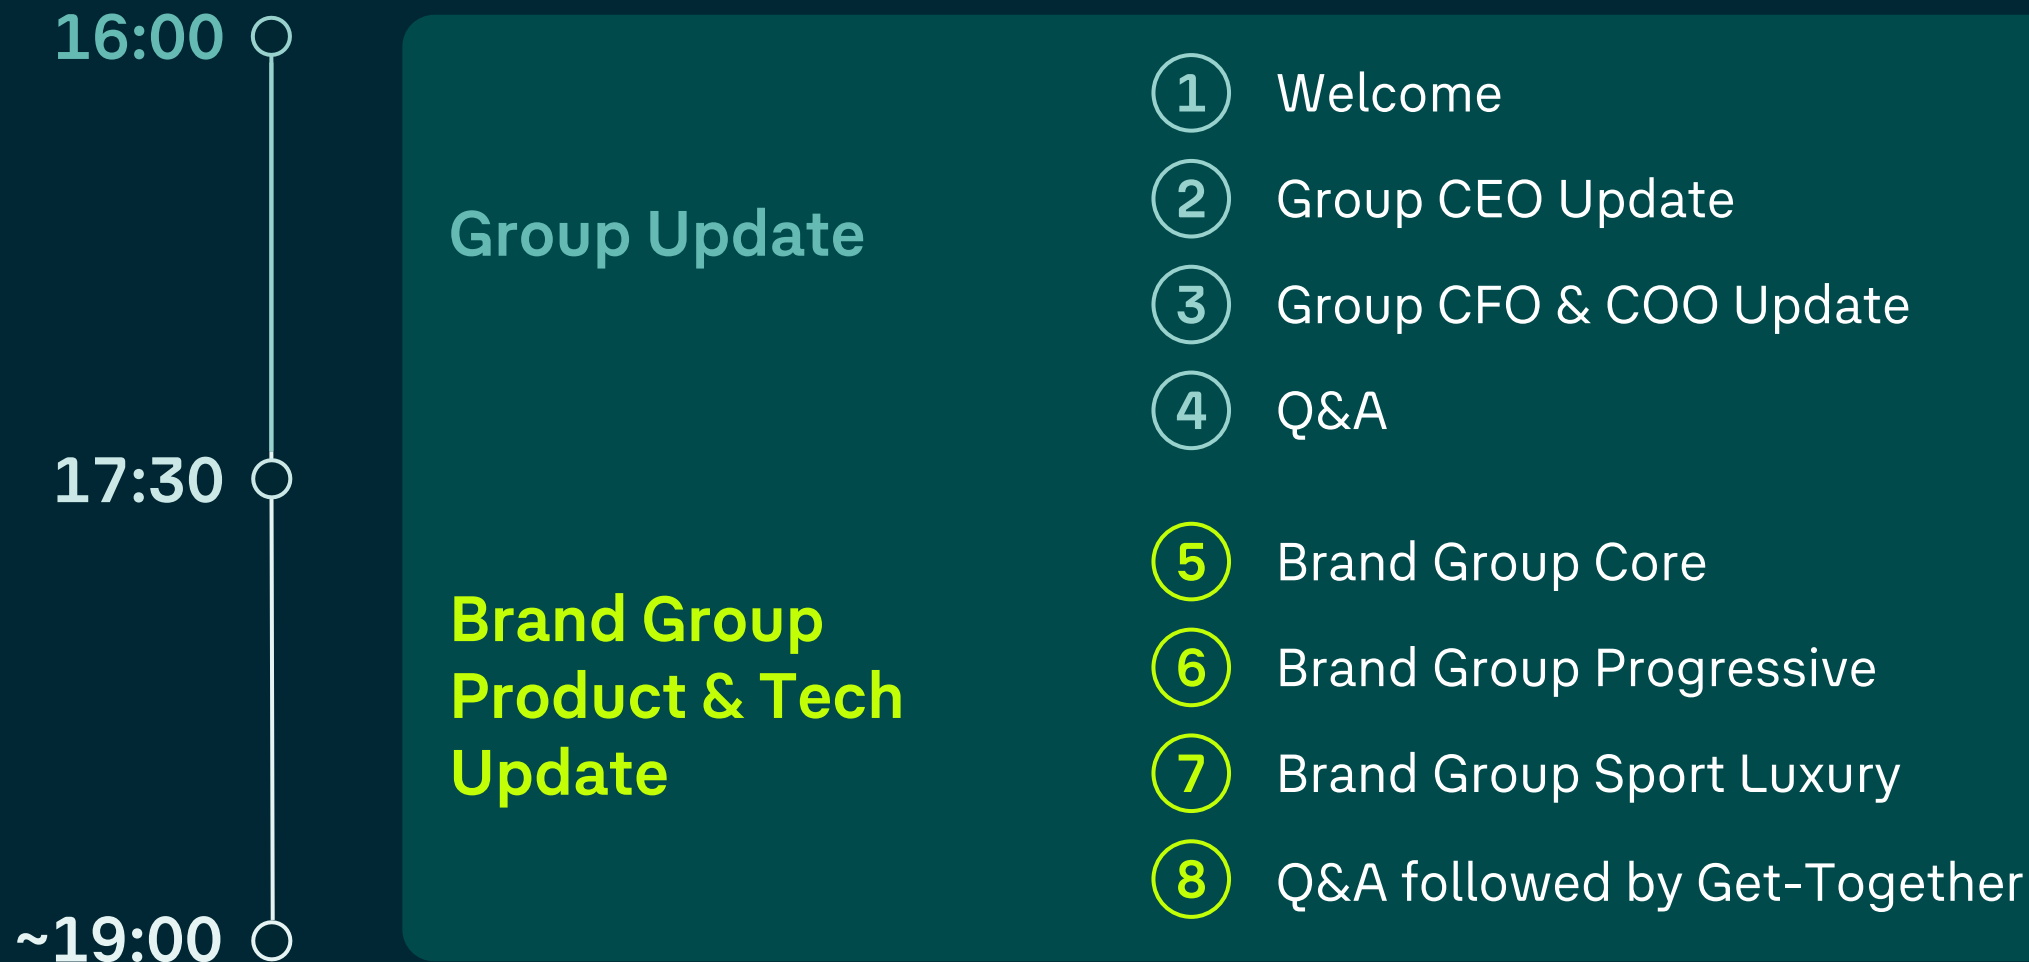 16:00
Group Update
1 Welcome
2 Group CEO Update
3 Group CFO & COO Update
4 Q&A
17:30
Brand Group
Product & Tech
Update
5 Brand Group Core
6 Brand Group Progressive
7 Brand Group Sport Luxury
8 Q&A followed by Get-Together
~19:00